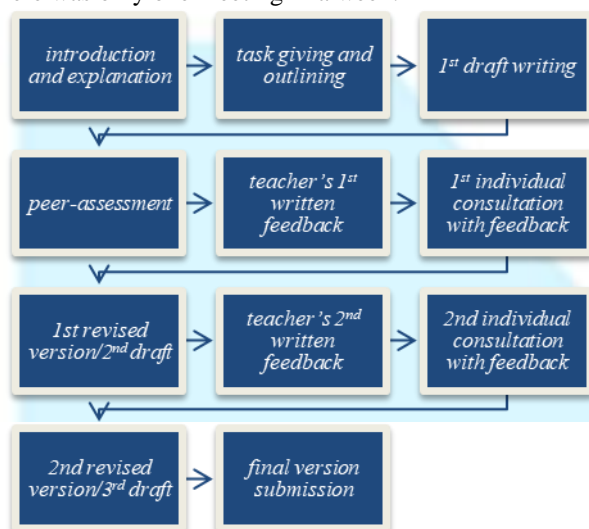 introduction
and explanation
task giving and
outlining
1st draft writing
peer-assessment
teacher's 1st
written
feedback
1st individual
consultation
with feedback
1st revised
version/2nd draft
teacher's 2nd
written
feedback
2nd individual
consultation
with feedback
2nd revised
version/3rd draft
final version
submission